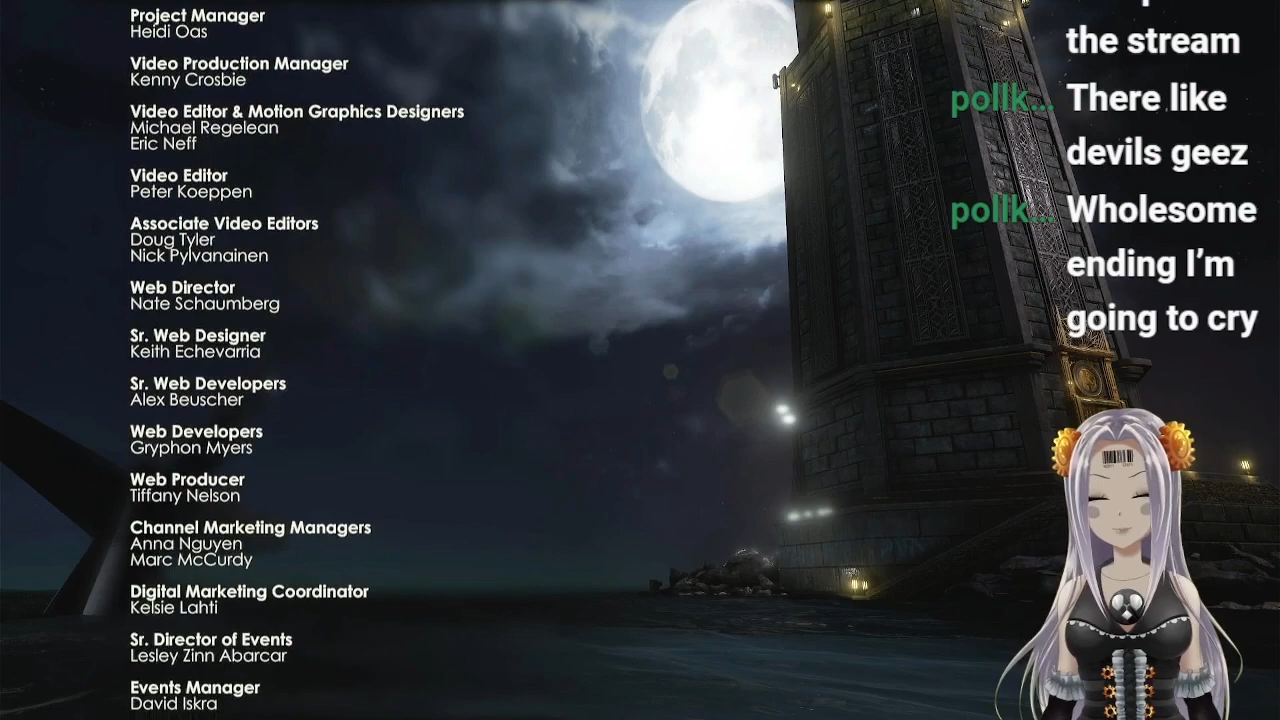 Project Manager
Heidi Oas
Video Production Manager
Kenny Crosbie
Video Editor & Motion Graphics Designers
Michael Regelean
Eric Neff
Video Editor
Peter Koeppen
Associate Video Editors
Doug Tyler
Nick Pylvanainen
Web Director
Nate Schaumberg
Sr. Web Designer
Keith Echevarria
Sr. Web Developers
Alex Beuscher
Web Developers
Gryphon Myers
Web Producer
Tiffany Nelson
Channel Marketing Managers
Anna Nguyen
Marc McCurdy
Digital Marketing Coordinator
Kelsie Lahti
Sr. Director of Events
Lesley Zinn Abarcar
Events Manager
David Iskra
the stream
pollk... There like
devils geez
pollk... Wholesome
ending I’m
going to cry